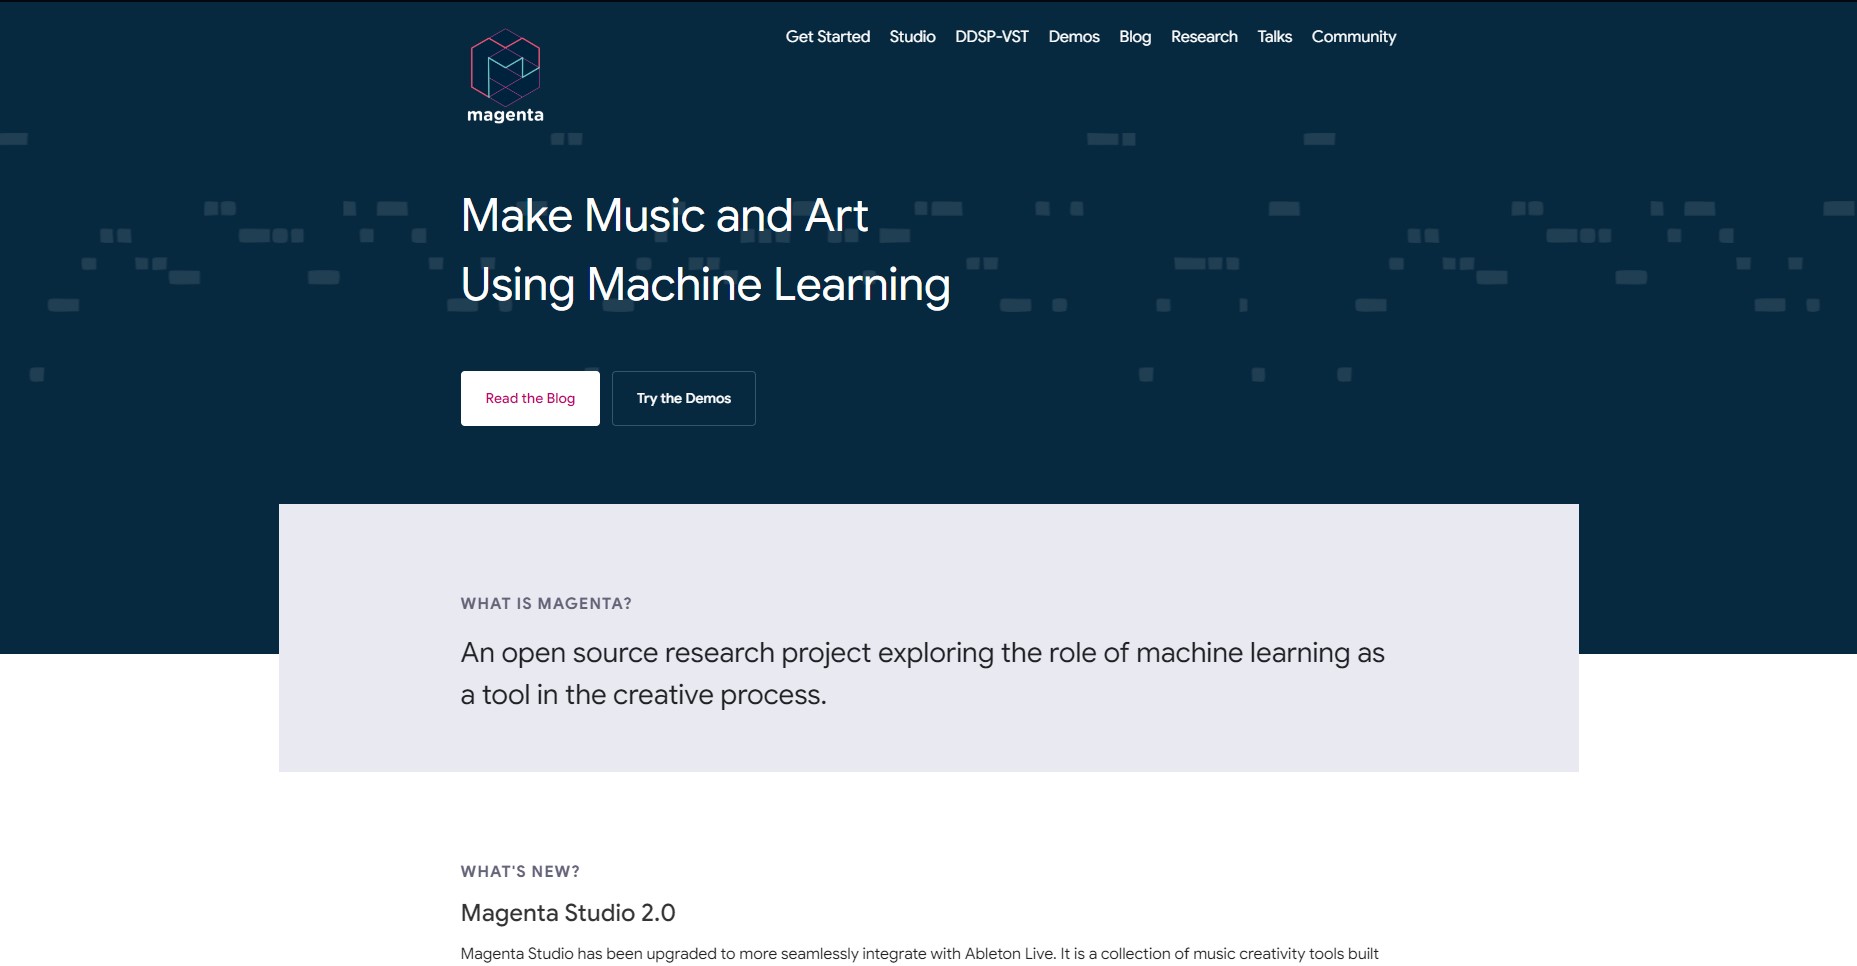 magenta
Get Started Studio DDSP-VST Demos Blog Research Talks Community
Make Music and Art
Using Machine Learning
Read the Blog Try the Demos
WHAT IS MAGENTA?
An open source research project exploring the role of machine learning as
a tool in the creative process.
WHAT'S NEW?
Magenta Studio 2.0
Magenta Studio has been upgraded to more seamlessly integrate with Ableton Live. It is a collection of music creativity tools built